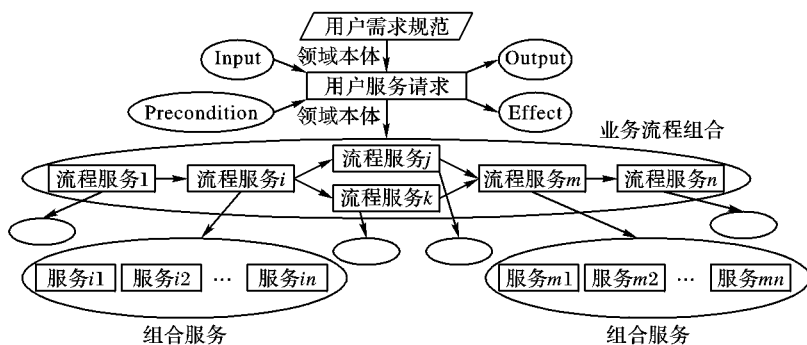 用户需求规范
领域本体
Input
Output
用户服务请求
Precondition
Effect
领域本体
业务流程组合
流程服务j
流程服务1
流程服务i
流程服务m
流程服务n
流程服务k
服务i1 服务i2 … 服务in
服务m1 服务m2 … 服务mn
组合服务
组合服务